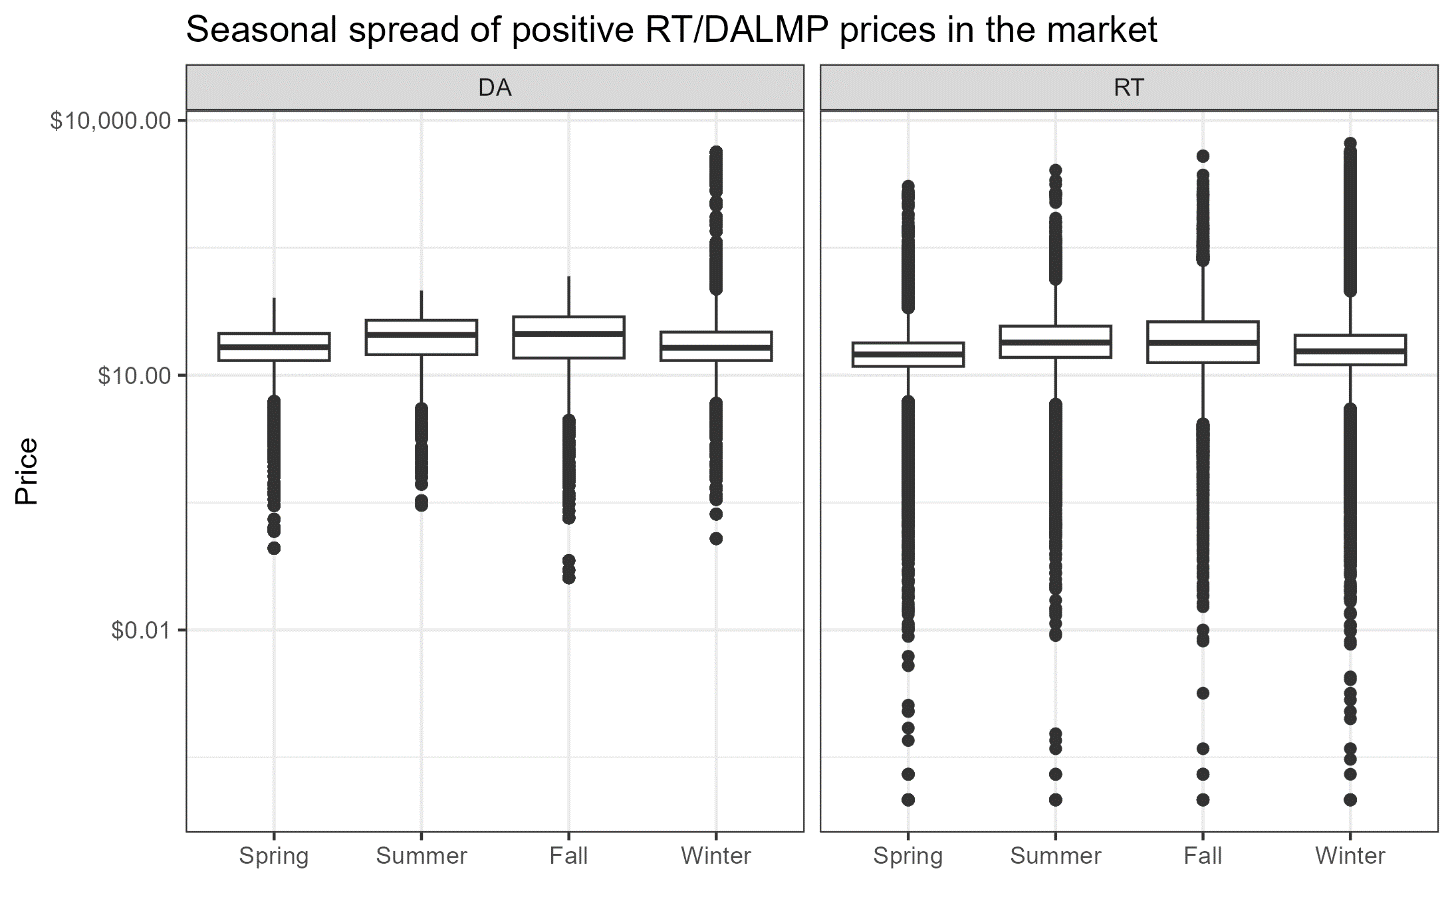 Seasonal spread of positive RT/DALMP prices in the market
DA
RT
$10,000.00
$10.00
$0.01
Price
Spring
Summer
Fall
Winter
Spring
Summer
Fall
Winter